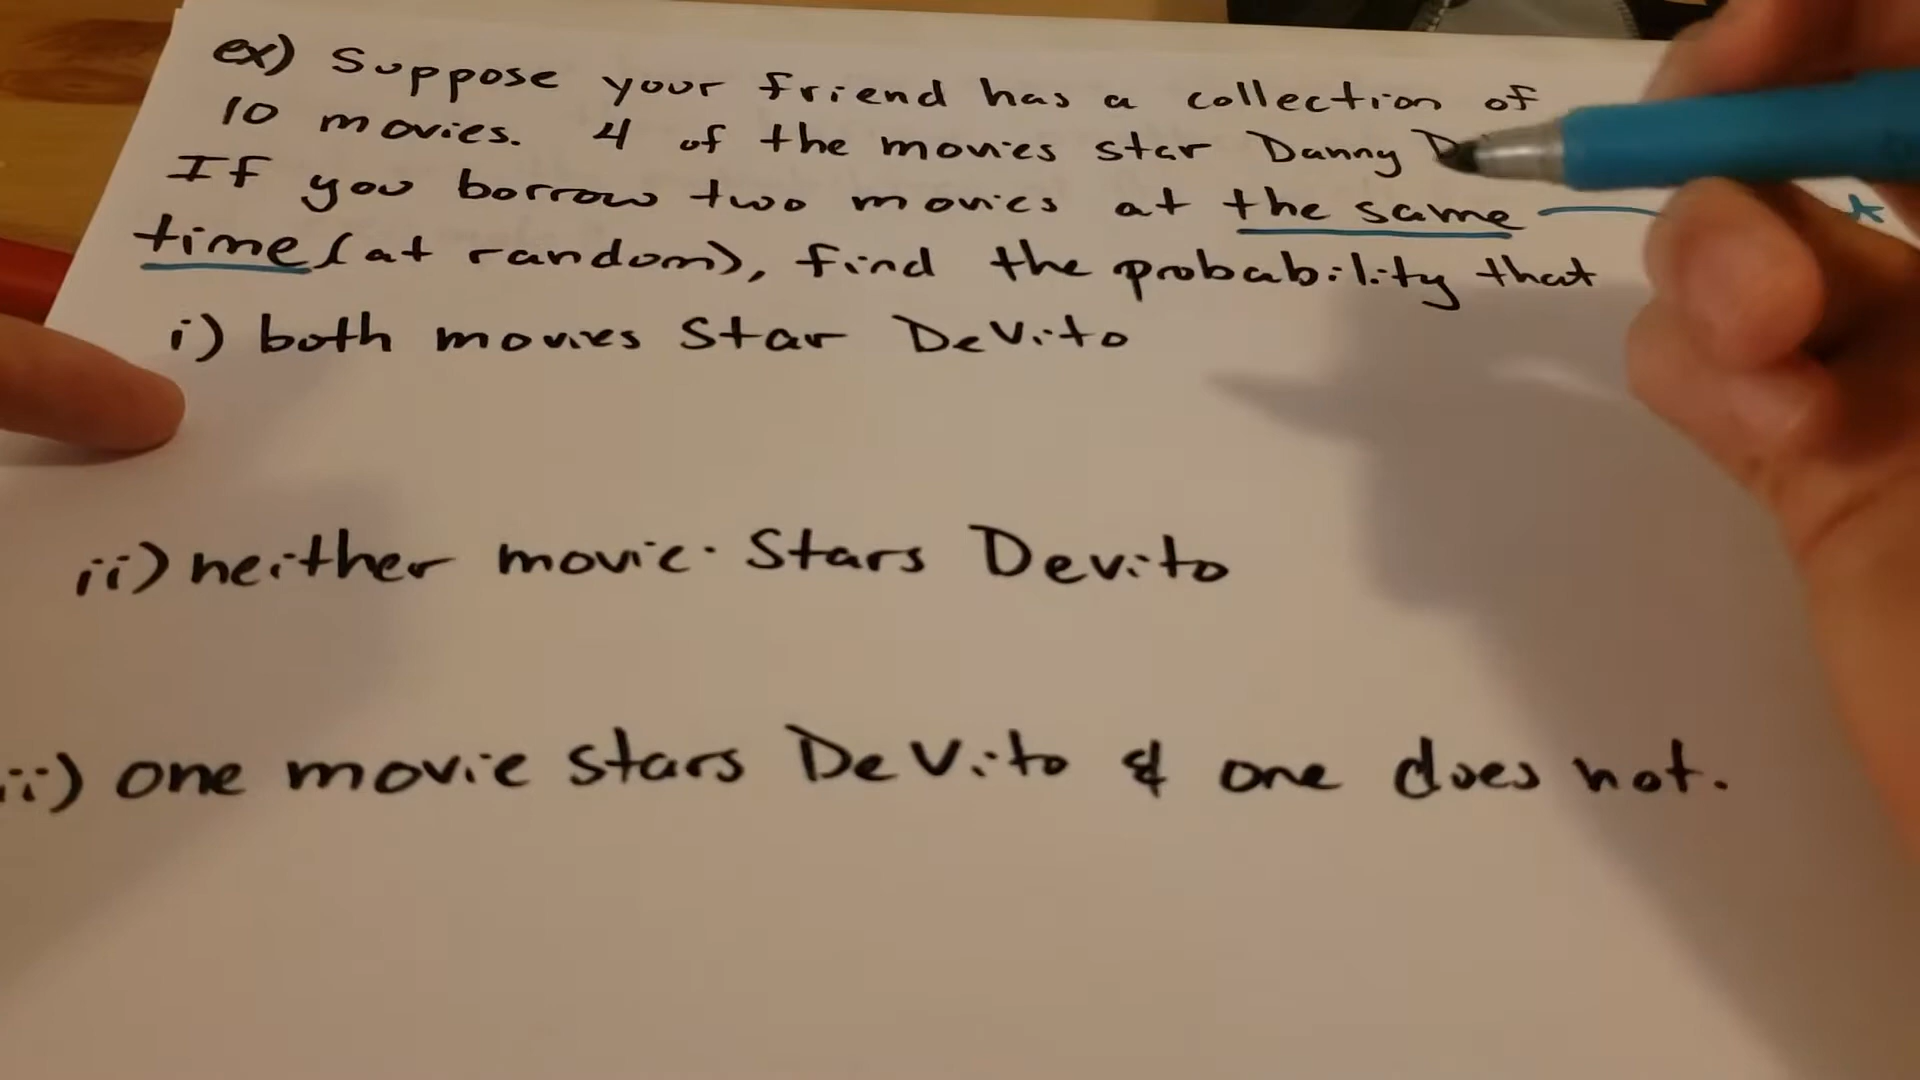 ex) Suppose your friend has a collection of
10 movies. 4 of the movies star Danny
If you borrow two movies at the same
time (at random), find the probability that
i) both movies star DeVito
ii) neither movie stars Devito
ii) one movie stars DeVito & one does not.